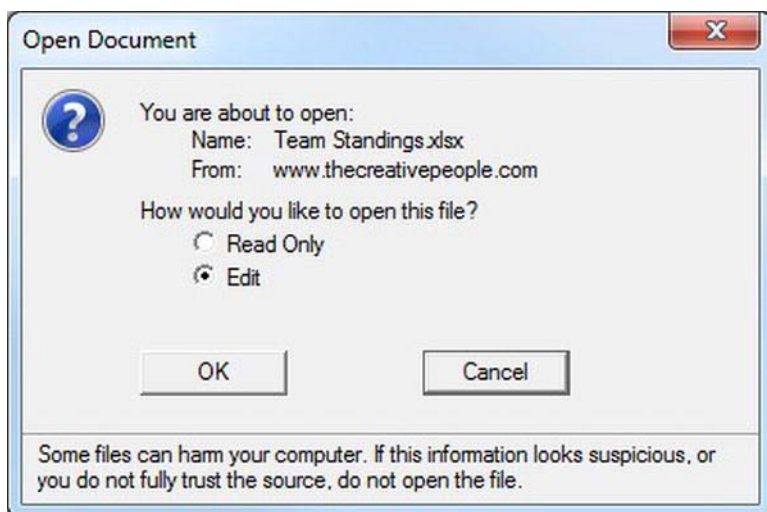 Open Document
You are about to open:
Name: Team Standings.xlsx
From: www.thecreativepeople.com
How would you like to open this file?
Read Only
Edit
OK
Cancel
Some files can harm your computer. If this information looks suspicious, or
you do not fully trust the source, do not open the file.